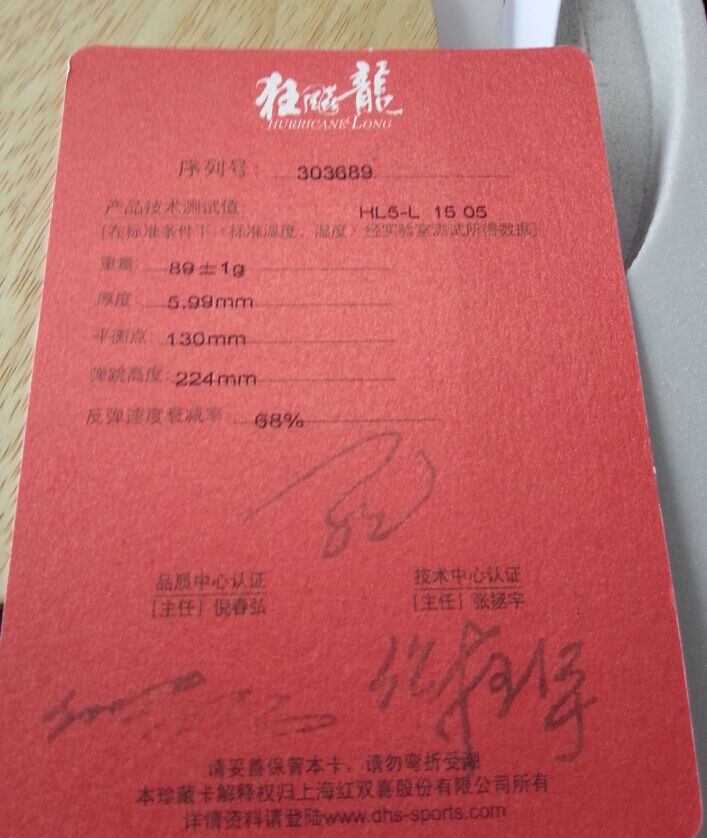 狂飚龍
HURRICANE LONG
序列号: 303689
产品技术测试值: HL5-L 15 05
[在标准条件下（标准温度、湿度）经实验室测试所得数据]
重量: 89±1g
厚度: 5.99mm
平衡点: 130mm
弹跳高度: 224mm
反弹速度衰减率 68%
品质中心认证 技术中心认证
[主任] 倪春弘 [主任] 张扬宇
请妥善保管本卡，请勿弯折受潮
本珍藏卡解释权归上海红双喜股份有限公司所有
详情资料请登陆www.dhs-sports.com